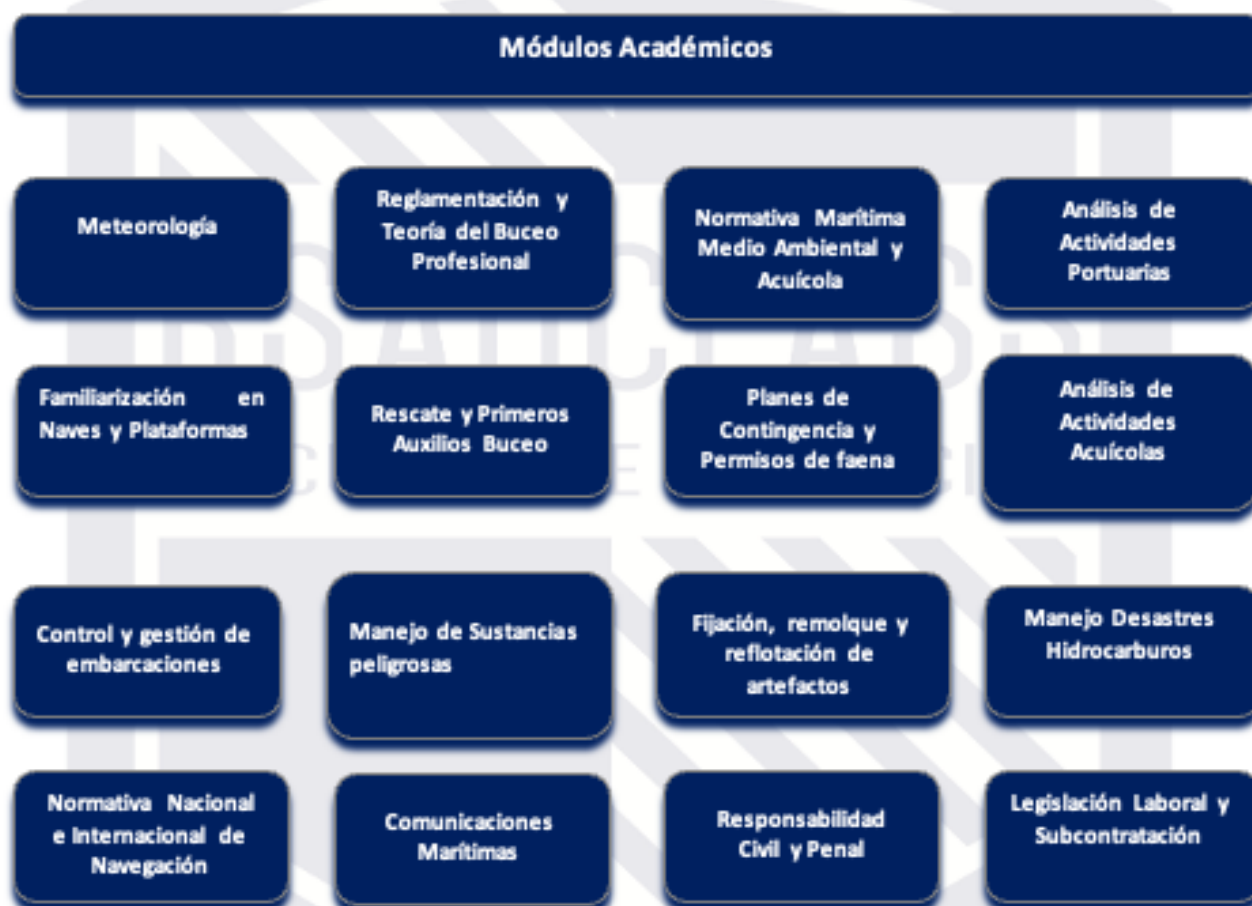 Módulos Académicos
Meteorología
Reglamentación y
Teoría del Buceo
Profesional
Normativa Marítima
Medio Ambiental y
Acuícola
Análisis de
Actividades
Portuarias
Familiarización en
Naves y Plataformas
Rescate y Primeros
Auxilios Buceo
Planes de
Contingencia y
Permisos de faena
Análisis de
Actividades
Acuícolas
Control y gestión de
embarcaciones
Manejo de Sustancias
peligrosas
Fijación, remolque y
reflotación de
artefactos
Manejo Desastres
Hidrocarburos
Normativa Nacional
e Internacional de
Navegación
Comunicaciones
Marítimas
Responsabilidad
Civil y Penal
Legislación Laboral y
Subcontratación